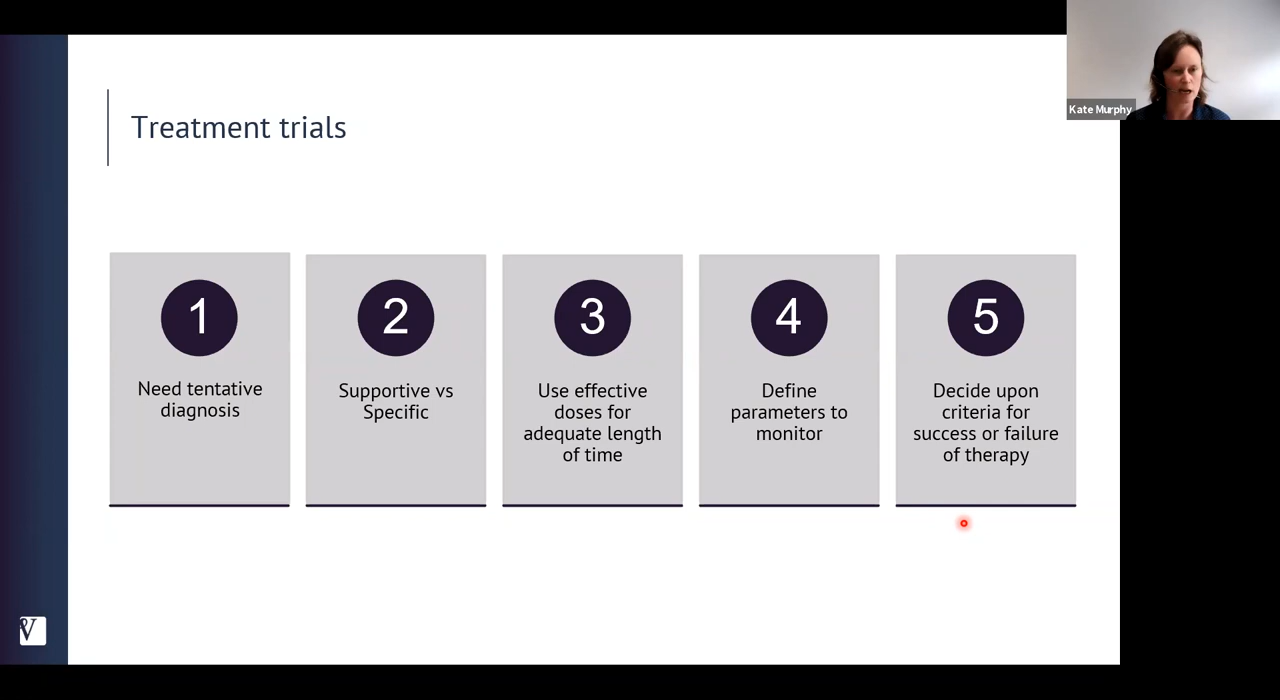 Kate Murphy
Treatment trials
1
Need tentative
diagnosis
2
Supportive vs
Specific
3
Use effective
doses for
adequate length
of time
4
Define
parameters to
monitor
5
Decide upon
criteria for
success or failure
of therapy
V